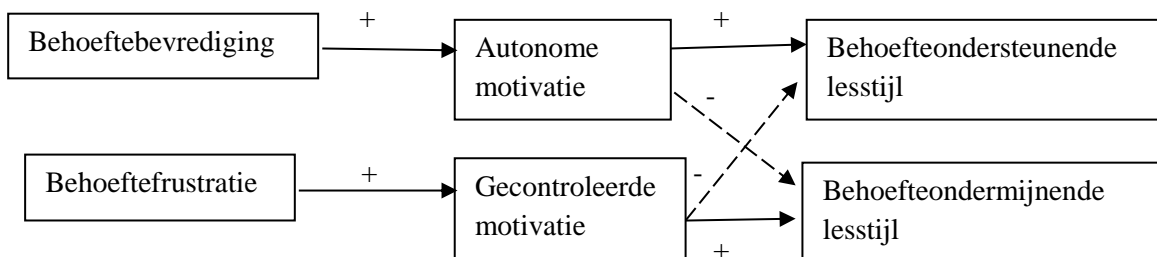 +
+
Behoeftebevrediging
Autonome
motivatie
Behoefteondersteunende
lesstijl
-
Behoeftefrustratie
+
Gecontroleerde
motivatie
-
Behoefteondermijnende
lesstijl
+